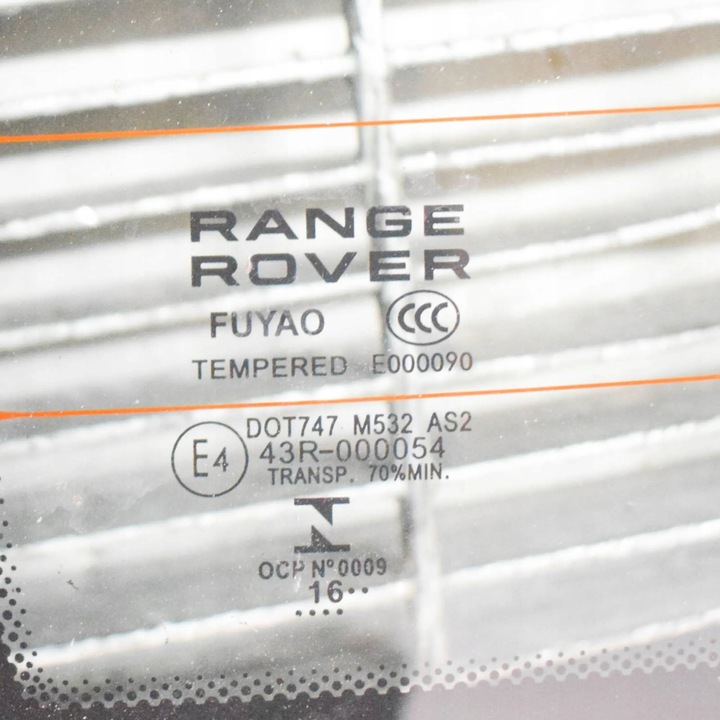 RANGE
ROVER
FUYAO CCC
TEMPERED E000090
DOT747 M532 AS2
E4 43R-000054
TRANSP. 70%MIN.
OCP Nº0009
16